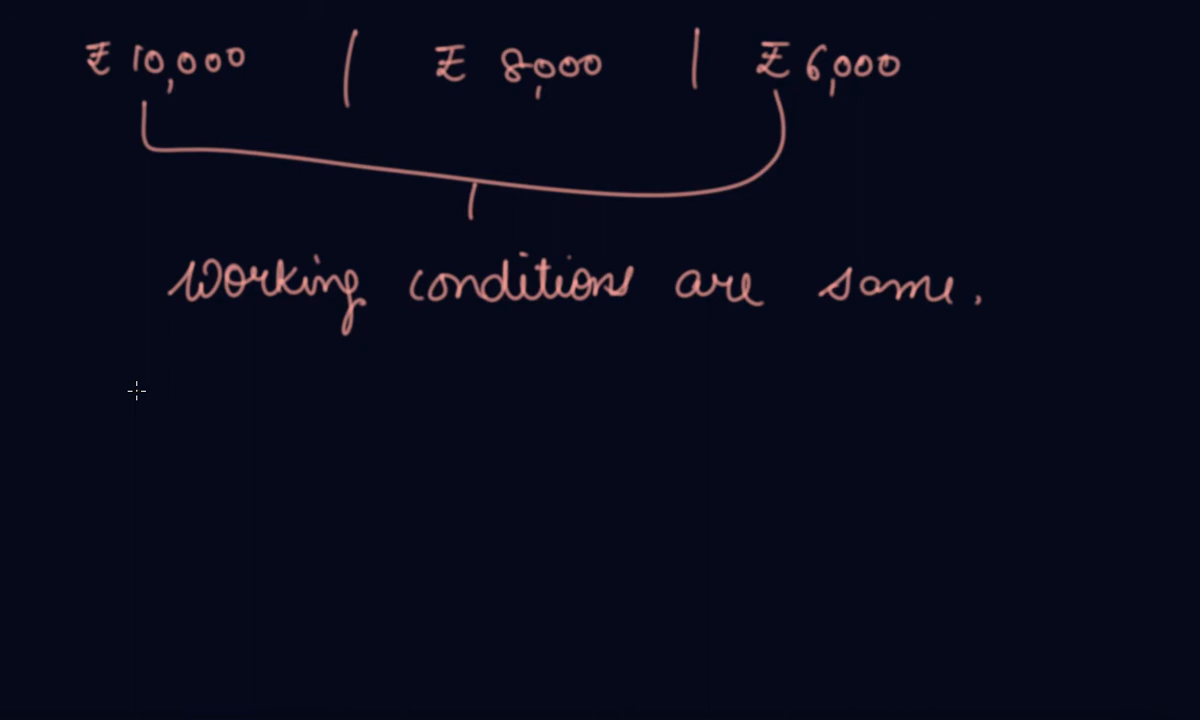 ₹ 10,000 | ₹ 8,000 | ₹ 6,000
Working conditions are same.